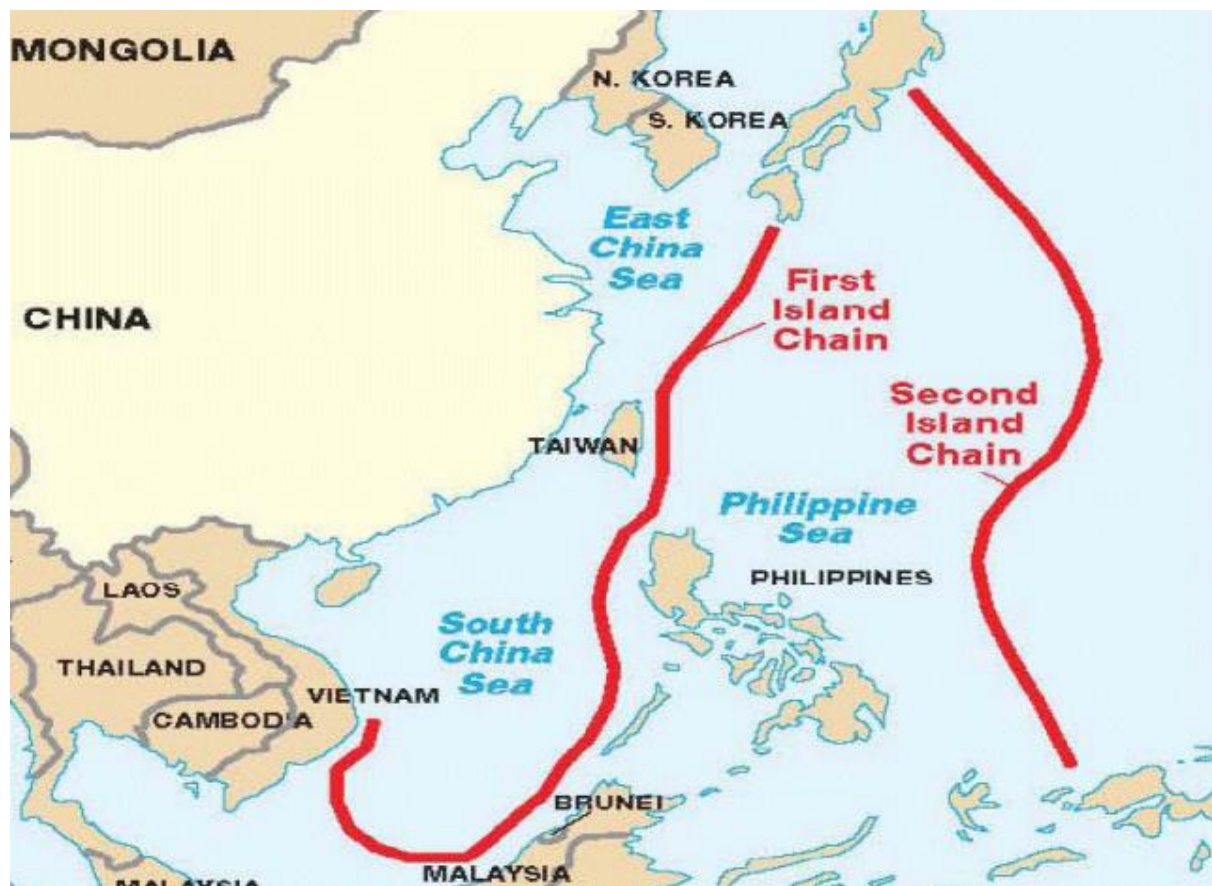 MONGOLIA
N. KOREA
S. KOREA
East
China
Sea
First
Island
Chain
CHINA
Second
Island
Chain
TAIWAN
Philippine
Sea
PHILIPPINES
LAOS
South
China
Sea
THAILAND
VIETNAM
CAMBODIA
BRUNEI
MALAYSIA
MALAYSIA